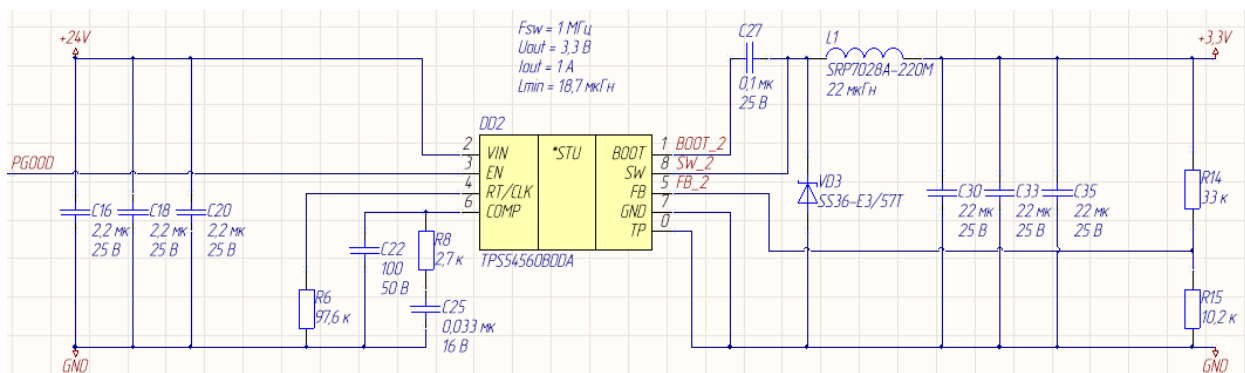 +24V
Fsw = 1 МГц
Uout = 3,3 В
Iout = 1 А
Lmin = 18,7 мкГн
C27
0,1 мк
25 В
L1
SRP7028A-220M
22 мкГн
+3,3V
PGOOD
DD2
2
3
4
6
VIN
EN
RT/CLK
COMP
*STU
BOOT
SW
FB
GND
TP
1
8
5
7
0
BOOT_2
SW_2
FB_2
TPS54560BDDA
C16
2,2 мк
25 В
C18
2,2 мк
25 В
C20
2,2 мк
25 В
R6
97,6 к
C22
100
50 В
R8
2,7 к
C25
0,033 мк
16 В
VD3
SS36-E3/57T
C30
22 мк
25 В
C33
22 мк
25 В
C35
22 мк
25 В
R14
33 к
R15
10,2 к
GND
GND